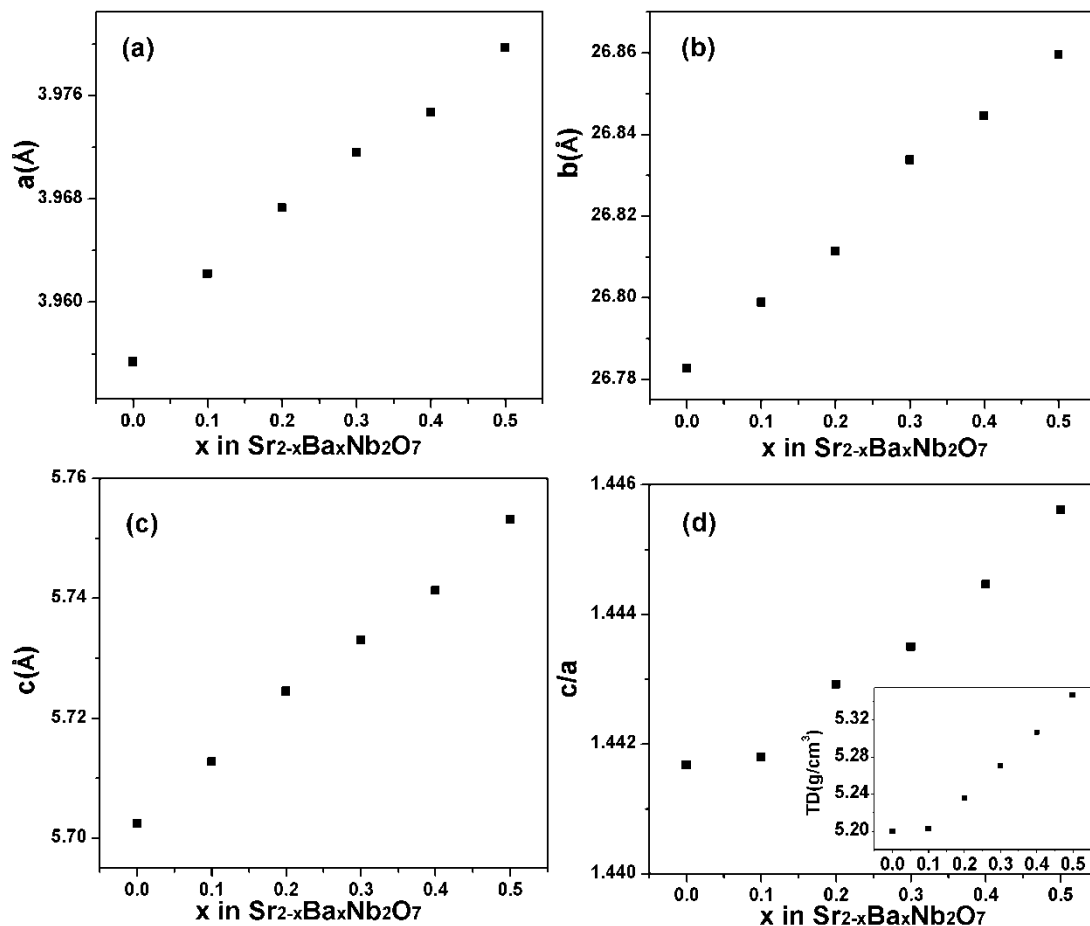 (a)
a(Å)
3.976
3.968
3.960
0.0 0.1 0.2 0.3 0.4 0.5
x in Sr₂₋ₓBaₓNb₂O₇
(b)
b(Å)
26.86
26.84
26.82
26.80
26.78
0.0 0.1 0.2 0.3 0.4 0.5
x in Sr₂₋ₓBaₓNb₂O₇
(c)
c(Å)
5.76
5.74
5.72
5.70
0.0 0.1 0.2 0.3 0.4 0.5
x in Sr₂₋ₓBaₓNb₂O₇
(d)
c/a
1.446
1.444
1.442
1.440
0.0 0.1 0.2 0.3 0.4 0.5
x in Sr₂₋ₓBaₓNb₂O₇
TD(g/cm³)
5.32
5.28
5.24
5.20
0.0 0.1 0.2 0.3 0.4 0.5